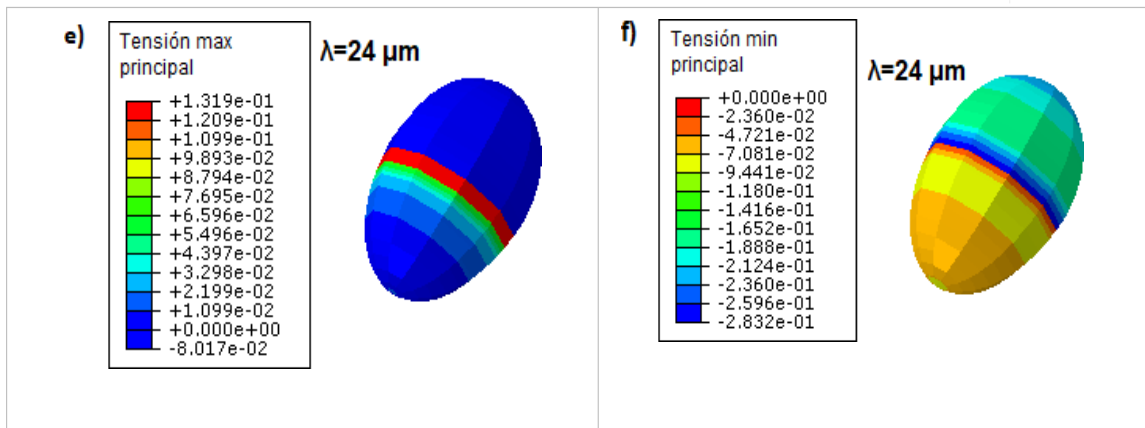 e)
Tensión max
principal
λ=24 μm
+1.319e-01
+1.209e-01
+1.099e-01
+9.893e-02
+8.794e-02
+7.695e-02
+6.596e-02
+5.496e-02
+4.397e-02
+3.298e-02
+2.199e-02
+1.099e-02
+0.000e+00
-8.017e-02
f)
Tensión min
principal
λ=24 μm
+0.000e+00
-2.360e-02
-4.721e-02
-7.081e-02
-9.441e-02
-1.180e-01
-1.416e-01
-1.652e-01
-1.888e-01
-2.124e-01
-2.360e-01
-2.596e-01
-2.832e-01